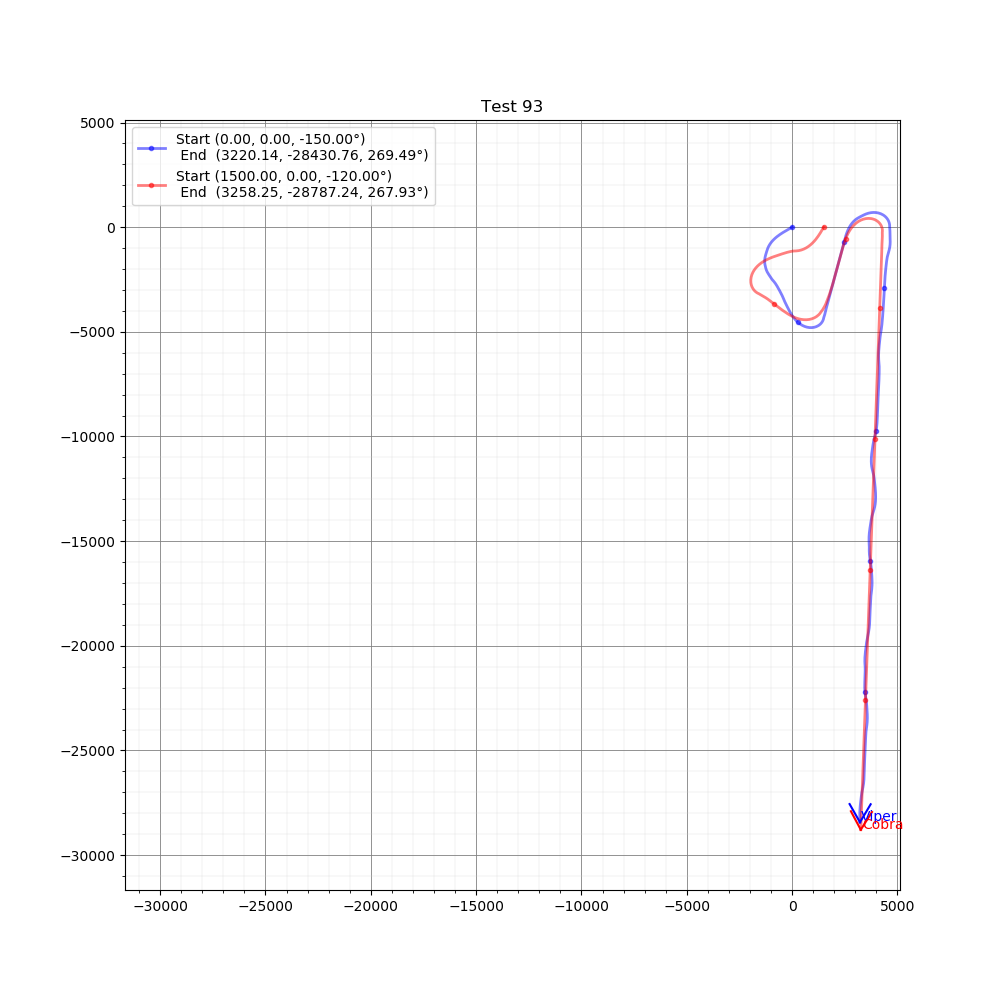 Test 93
Start (0.00, 0.00, -150.00°)
End  (3220.14, -28430.76, 269.49°)
Start (1500.00, 0.00, -120.00°)
End  (3258.25, -28787.24, 267.93°)
5000
0
−5000
−10000
−15000
−20000
−25000
−30000
Cobra
−30000 −25000 −20000 −15000 −10000 −5000 0 5000